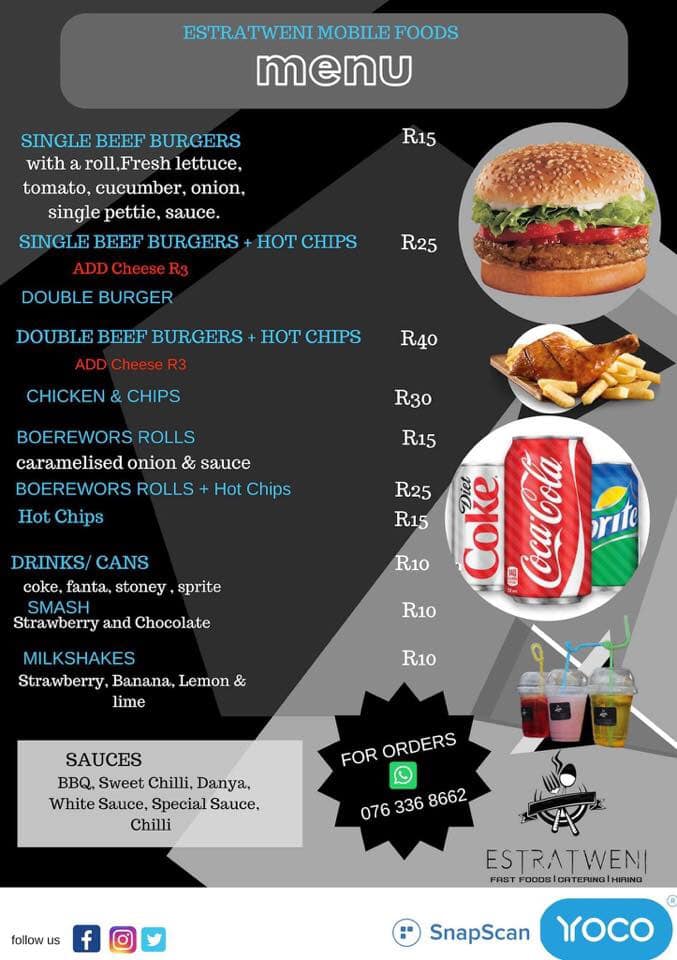 ESTRATWENI MOBILE FOODS
menu
SINGLE BEEF BURGERS R15
with a roll,Fresh lettuce,
tomato, cucumber, onion,
single pettie, sauce.
SINGLE BEEF BURGERS + HOT CHIPS R25
ADD Cheese R3
DOUBLE BURGER
DOUBLE BEEF BURGERS + HOT CHIPS R40
ADD Cheese R3
CHICKEN & CHIPS R30
BOEREWORS ROLLS R15
caramelised onion & sauce
BOEREWORS ROLLS + Hot Chips R25
Hot Chips R15
DRINKS/ CANS R10
coke, fanta, stoney , sprite
SMASH R10
Strawberry and Chocolate
MILKSHAKES R10
Strawberry, Banana, Lemon &
lime
Diet
Coke
Coca-Cola
prite
SAUCES
BBQ, Sweet Chilli, Danya,
White Sauce, Special Sauce,
Chilli
FOR ORDERS
076 336 8662
ESTRATWENI
FAST FOODS | CATERING | HIRING
follow us
SnapScan
YOCO
®